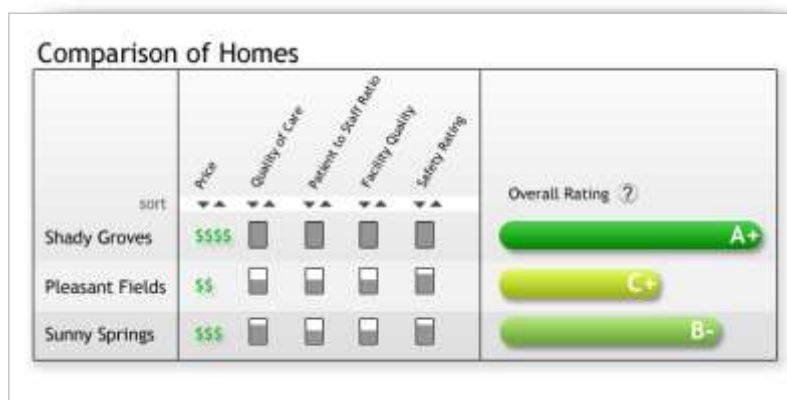 Comparison of Homes
Price
Quality of Care
Patient to Staff Ratio
Facility Quality
Safety Rating
sort
Overall Rating ?
Shady Groves $$$$ A+
Pleasant Fields $$ C+
Sunny Springs $$$ B-